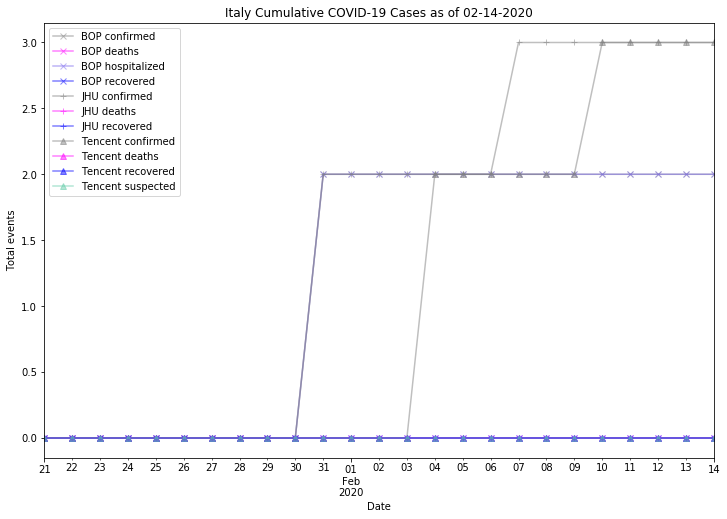 Italy Cumulative COVID-19 Cases as of 02-14-2020
BOP confirmed
BOP deaths
BOP hospitalized
BOP recovered
JHU confirmed
JHU deaths
JHU recovered
Tencent confirmed
Tencent deaths
Tencent recovered
Tencent suspected
3.0
2.5
2.0
1.5
1.0
0.5
0.0
Total events
21 22 23 24 25 26 27 28 29 30 31 01 02 03 04 05 06 07 08 09 10 11 12 13 14
Feb
2020
Date